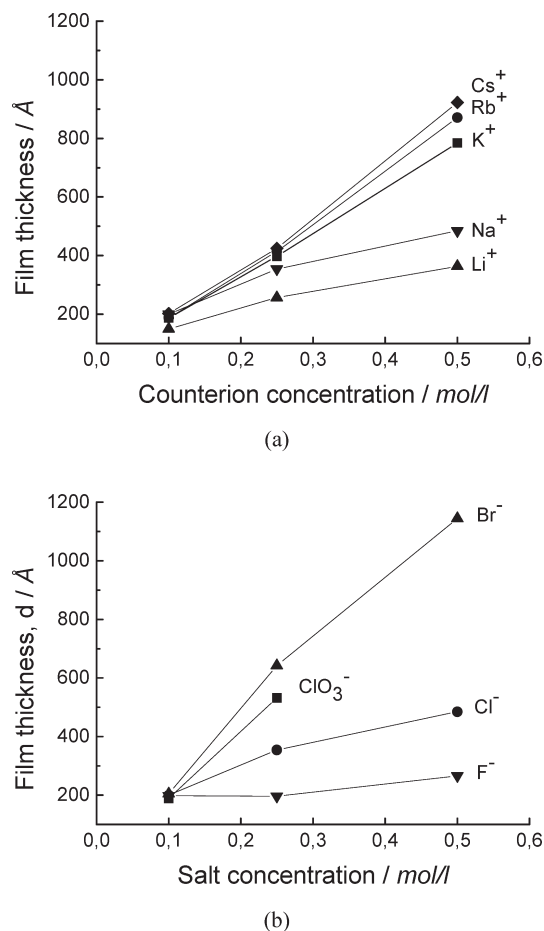 1200
1000
800
600
400
200
Film thickness / Å
Cs⁺
Rb⁺
K⁺
Na⁺
Li⁺
0,0 0,1 0,2 0,3 0,4 0,5 0,6
Counterion concentration / mol/l
(a)
1200
1000
800
600
400
200
Film thickness, d / Å
Br⁻
ClO₃⁻
Cl⁻
F⁻
0,0 0,1 0,2 0,3 0,4 0,5 0,6
Salt concentration / mol/l
(b)